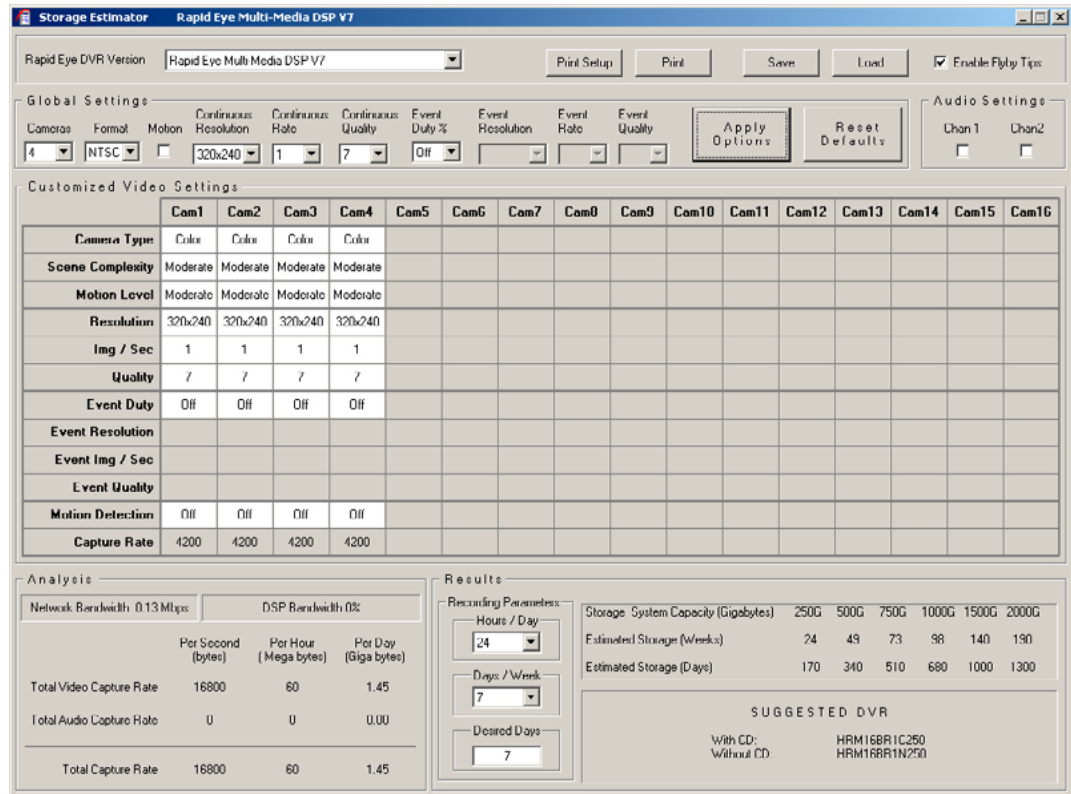 Storage Estimator Rapid Eye Multi-Media DSP V7
Rapid Eye DVR Version Rapid Eye Multi Media DSP V7 Print Setup Print Save Load Enable Flyby Tips
Global Settings Audio Settings
Cameras Format Motion Continuous Resolution Continuous Rate Continuous Quality Event Duty % Event Resolution Event Rate Event Quality Apply Options Reset Defaults Chan 1 Chan2
4 NTSC 320x240 1 7 Off
Customized Video Settings
Cam1 Cam2 Cam3 Cam4 Cam5 Cam6 Cam7 Cam8 Cam9 Cam10 Cam11 Cam12 Cam13 Cam14 Cam15 Cam16
Camera Type Color Color Color Color
Scene Complexity Moderate Moderate Moderate Moderate
Motion Level Moderate Moderate Moderate Moderate
Resolution 320x240 320x240 320x240 320x240
Img / Sec 1 1 1 1
Quality 7 7 7 7
Event Duty Off Off Off Off
Event Resolution
Event Img / Sec
Event Quality
Motion Detection Off Off Off Off
Capture Rate 4200 4200 4200 4200
Analysis
Network Bandwidth 0.13 Mbps DSP Bandwidth 0%
Per Second (bytes) Per Hour ( Mega bytes) Per Day (Giga bytes)
Total Video Capture Rate 16800 60 1.45
Total Audio Capture Rate 0 0 0.00
Total Capture Rate 16800 60 1.45
Results
Recording Parameters
Hours / Day
24
Days / Week
7
Desired Days
7
Storage System Capacity (Gigabytes) 250G 500G 750G 1000G 1500G 2000G
Estimated Storage (Weeks) 24 49 73 98 140 190
Estimated Storage (Days) 170 340 510 680 1000 1300
SUGGESTED DVR
With CD: HRM16BR1C250
Without CD: HRM16BR1N250